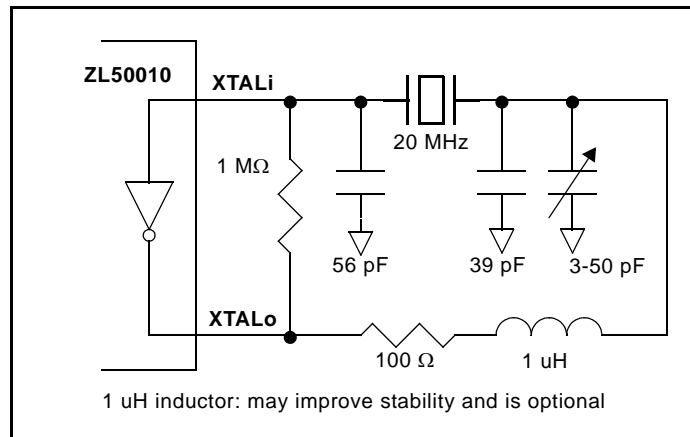 ZL50010
XTALi
20 MHz
1 MΩ
56 pF
39 pF
3-50 pF
XTALo
100 Ω
1 uH
1 uH inductor: may improve stability and is optional